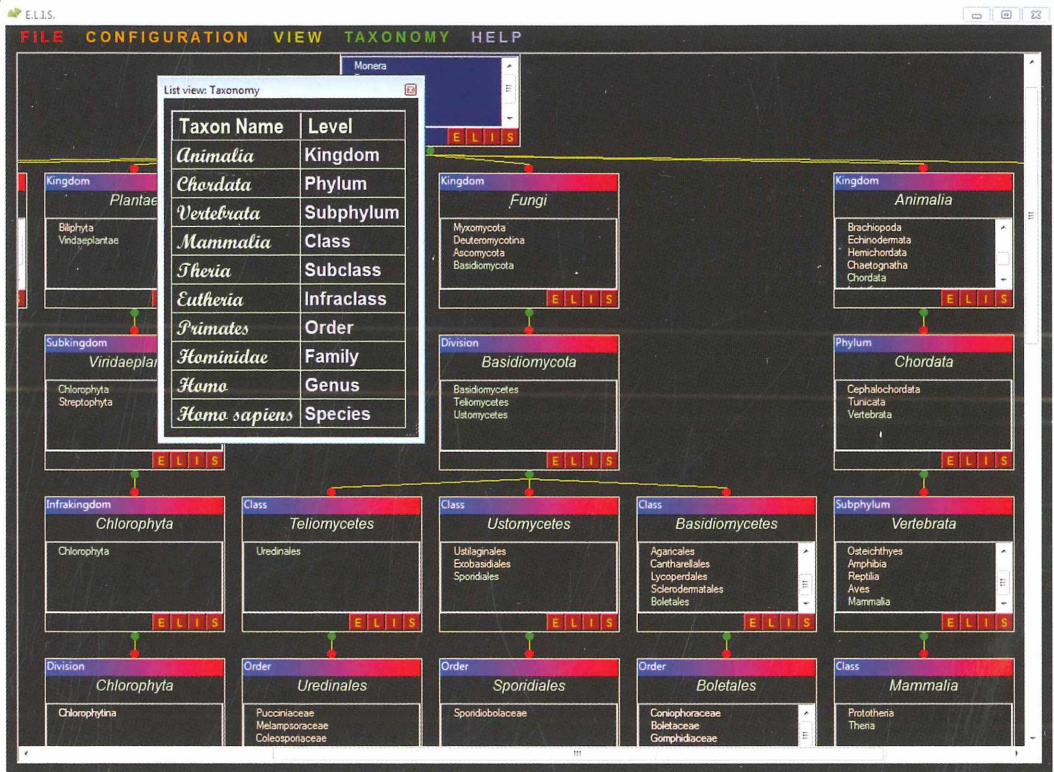 E.L.I.S.
FILE CONFIGURATION VIEW TAXONOMY HELP
Monera
E L I S
List view: Taxonomy
Taxon Name Level
Animalia Kingdom
Chordata Phylum
Vertebrata Subphylum
Mammalia Class
Theria Subclass
Eutheria Infraclass
Primates Order
Hominidae Family
Homo Genus
Homo sapiens Species
Kingdom
Plantae
Biliphyta
Viridaeplantae
Kingdom
Fungi
Myxomycota
Deuteromycotina
Ascomycota
Basidiomycota
E L I S
Kingdom
Animalia
Brachiopoda
Echinodermata
Hemichordata
Chaetognatha
Chordata
E L I S
Subkingdom
Viridaeplan
Chlorophyta
Streptophyta
E L I S
Division
Basidiomycota
Basidiomycetes
Teliomycetes
Ustomycetes
E L I S
Phylum
Chordata
Cephalochordata
Tunicata
Vertebrata
E L I S
Infrakingdom
Chlorophyta
Chlorophyta
E L I S
Class
Teliomycetes
Uredinales
E L I S
Class
Ustomycetes
Ustilaginales
Exobasidiales
Sporidiales
E L I S
Class
Basidiomycetes
Agaricales
Cantharellales
Lycoperdales
Sclerodermatales
Boletales
E L I S
Subphylum
Vertebrata
Osteichthyes
Amphibia
Reptilia
Aves
Mammalia
E L I S
Division
Chlorophyta
Chlorophytina
Order
Uredinales
Pucciniaceae
Melampsoraceae
Coleosporiaceae
Order
Sporidiales
Sporidiobolaceae
Order
Boletales
Coniophoraceae
Boletaceae
Gomphidiaceae
Class
Mammalia
Prototheria
Theria